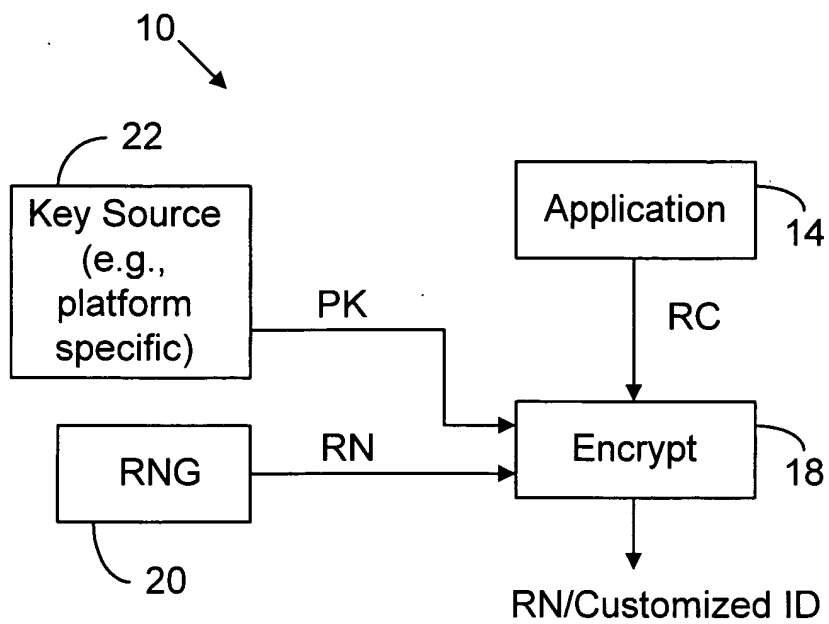 10
22
Key Source
(e.g.,
platform
specific)
Application
14
PK
RC
RNG
RN
Encrypt
18
20
RN/Customized ID